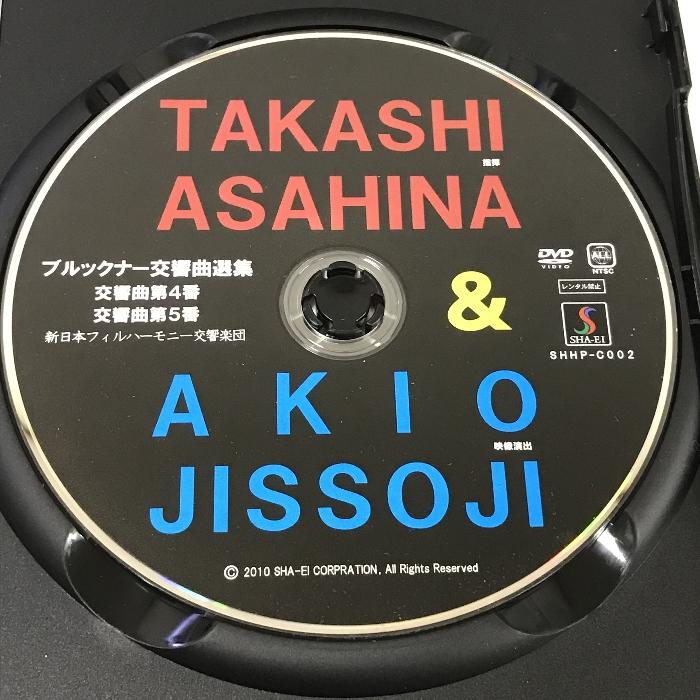 TAKASHI
指揮
ASAHINA
ブルックナー交響曲選集
交響曲第4番
交響曲第5番
新日本フィルハーモニー交響楽団
&
DVD
VIDEO
ALL
NTSC
レンタル禁止
SHA-EI
SHHP-C002
AKIO
映像演出
JISSOJI
© 2010 SHA-EI CORPRATION, All Rights Reserved